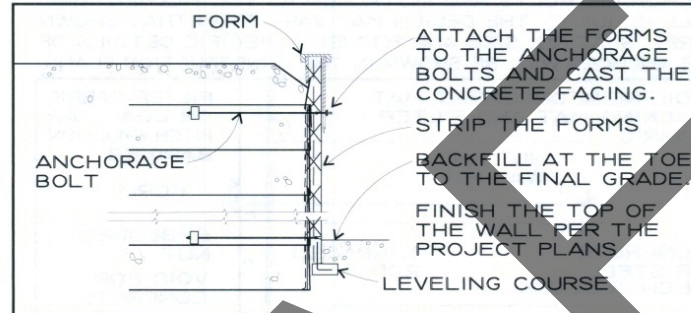 FORM
ATTACH THE FORMS
TO THE ANCHORAGE
BOLTS AND CAST THE
CONCRETE FACING.
STRIP THE FORMS
ANCHORAGE
BOLT
BACKFILL AT THE TOE
TO THE FINAL GRADE.
FINISH THE TOP OF
THE WALL PER THE
PROJECT PLANS
LEVELING COURSE